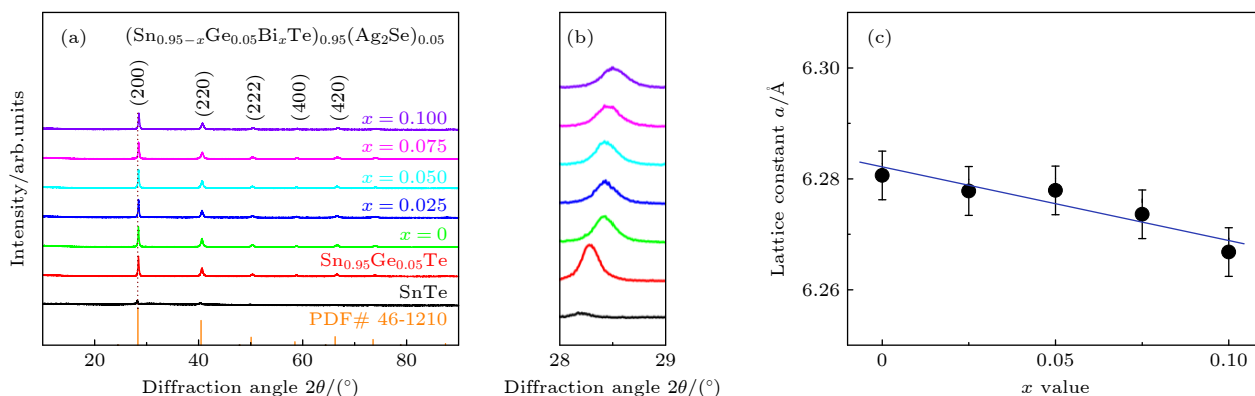 (a)
(Sn0.95−xGe0.05BixTe)0.95(Ag2Se)0.05
(200)
(220)
(222)
(400)
(420)
x = 0.100
x = 0.075
x = 0.050
x = 0.025
x = 0
Sn0.95Ge0.05Te
SnTe
PDF# 46-1210
Intensity/arb.units
20
40
60
80
Diffraction angle 2θ/(°)
(b)
28
29
Diffraction angle 2θ/(°)
(c)
6.30
6.28
6.26
Lattice constant a/Å
0
0.05
0.10
x value